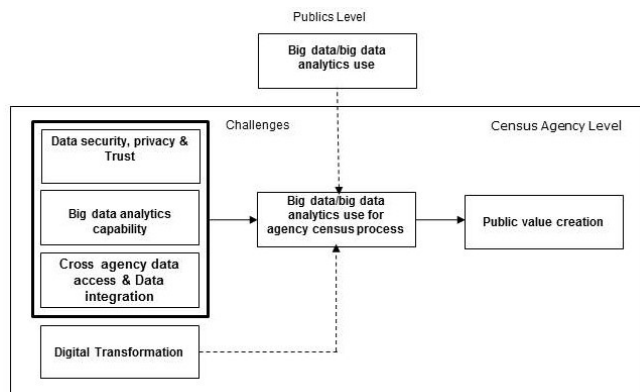 Publics Level
Big data/big data
analytics use
Challenges
Census Agency Level
Data security, privacy &
Trust
Big data analytics
capability
Cross agency data
access & Data
integration
Big data/big data
analytics use for
agency census process
Public value creation
Digital Transformation